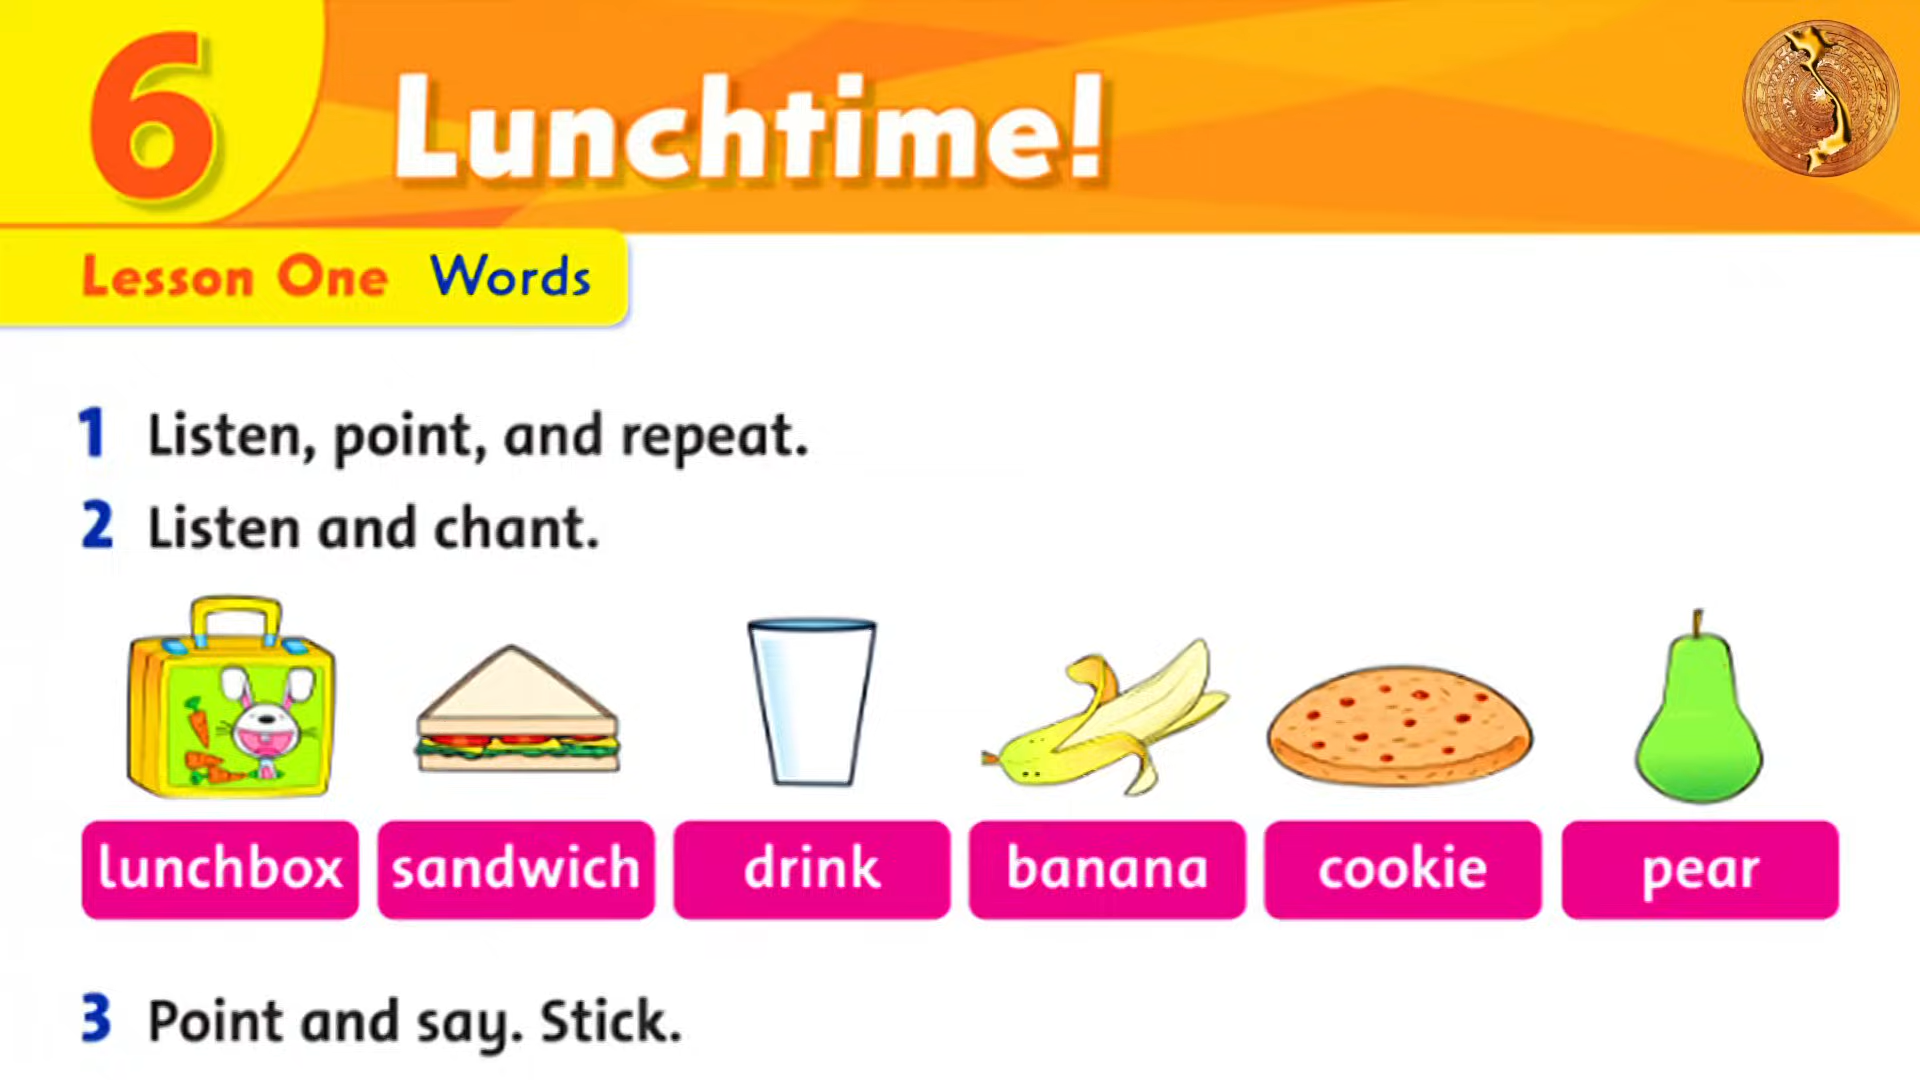 6 Lunchtime!
Lesson One Words
1 Listen, point, and repeat.
2 Listen and chant.
lunchbox sandwich drink banana cookie pear
3 Point and say. Stick.